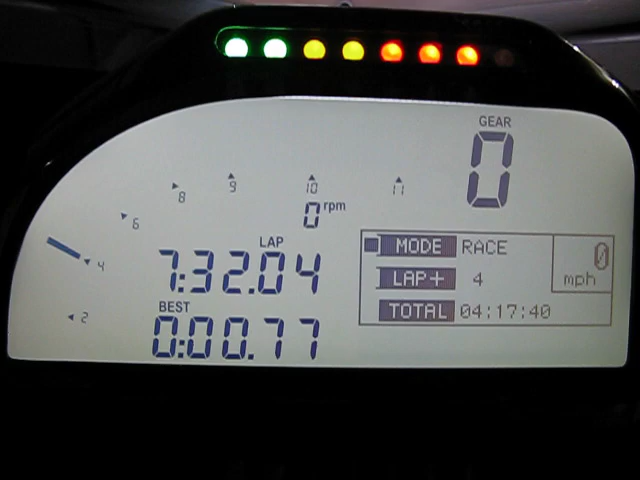 GEAR
0
2
4
6
8
9
10
11
0 rpm
LAP
7:32.04
BEST
0:00.77
MODE RACE
LAP+ 4
TOTAL 04:17:40
0
mph